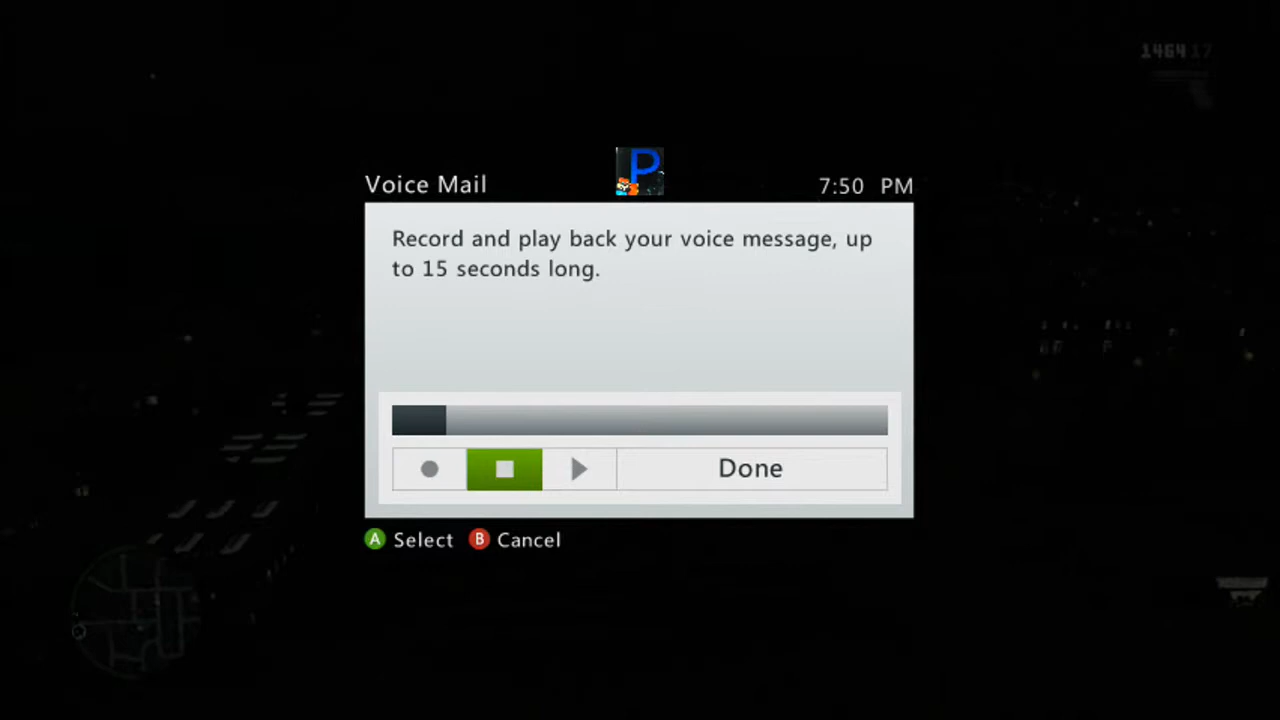 Voice Mail
P
7:50 PM
Record and play back your voice message, up
to 15 seconds long.
Done
A Select B Cancel